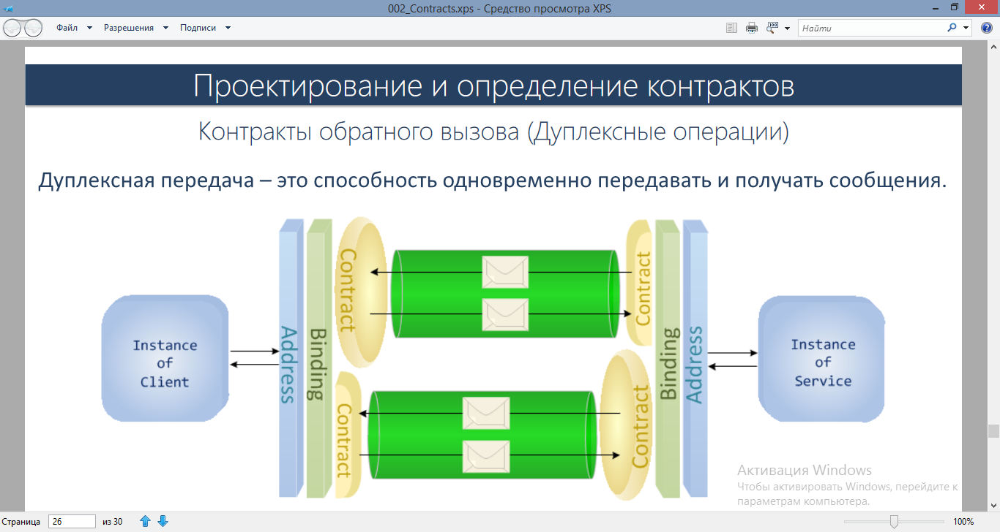 002_Contracts.xps - Средство просмотра XPS
Файл Разрешения Подписи
100
Найти
?
Проектирование и определение контрактов
Контракты обратного вызова (Дуплексные операции)
Дуплексная передача – это способность одновременно передавать и получать сообщения.
Instance
of
Client
Address
Binding
Contract
Contract
Contract
Contract
Binding
Address
Instance
of
Service
Активация Windows
Чтобы активировать Windows, перейдите к
параметрам компьютера.
Страница 26 из 30
100%